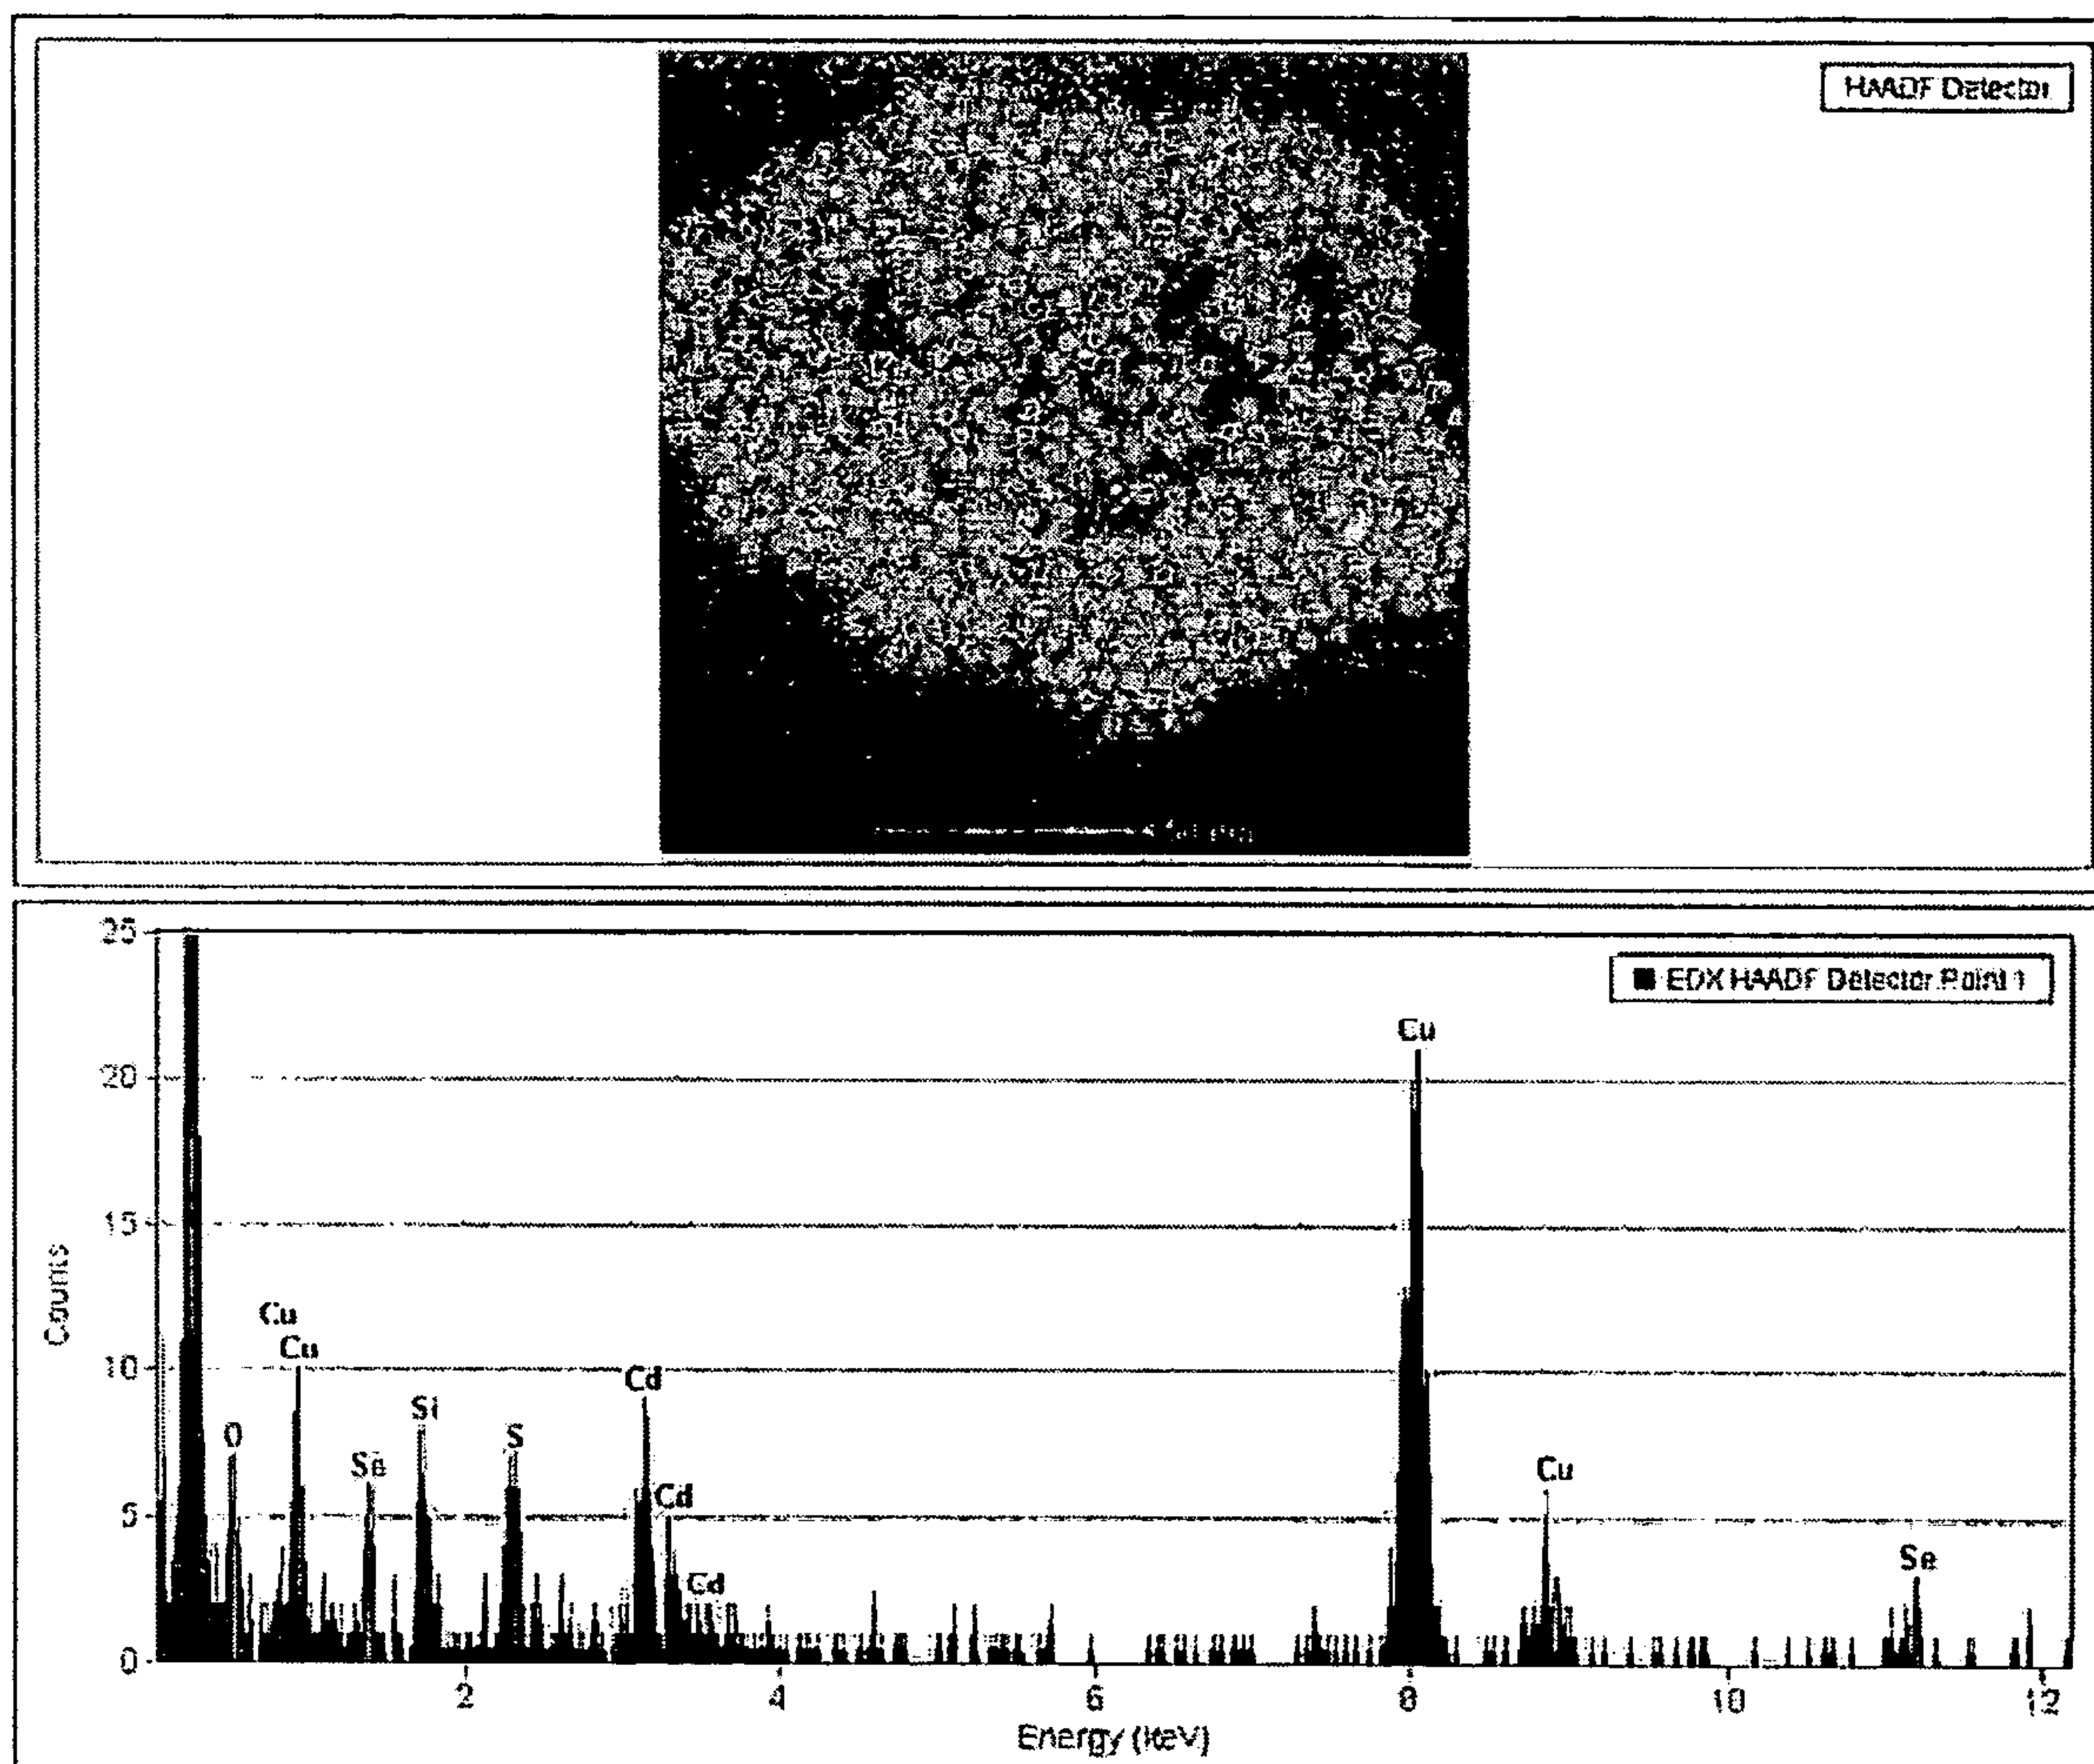 HAADF Detector
25
EDX HAADF Detector Point 1
Cu
20
15
Counts
Cu
Cu
10
Cd
Si
O
S
Se
Cd
Cu
5
Se
Cd
0
2
4
6
8
10
12
Energy (keV)